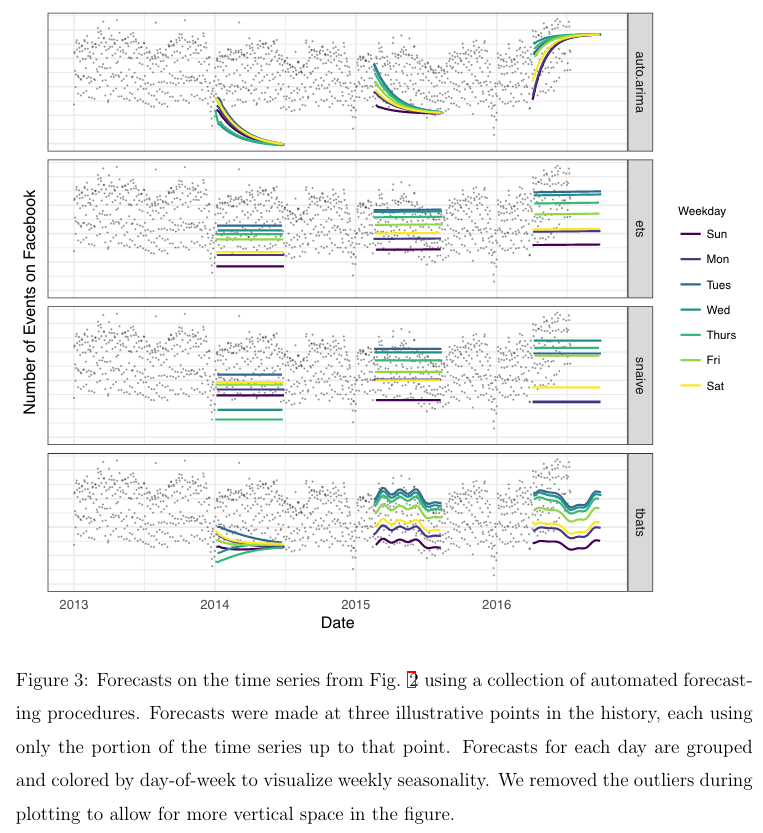 auto.arima
ets
snaive
tbats
Number of Events on Facebook
2013 2014 2015 2016
Date
Weekday
Sun
Mon
Tues
Wed
Thurs
Fri
Sat
Figure 3: Forecasts on the time series from Fig. 2 using a collection of automated forecast-
ing procedures. Forecasts were made at three illustrative points in the history, each using
only the portion of the time series up to that point. Forecasts for each day are grouped
and colored by day-of-week to visualize weekly seasonality. We removed the outliers during
plotting to allow for more vertical space in the figure.